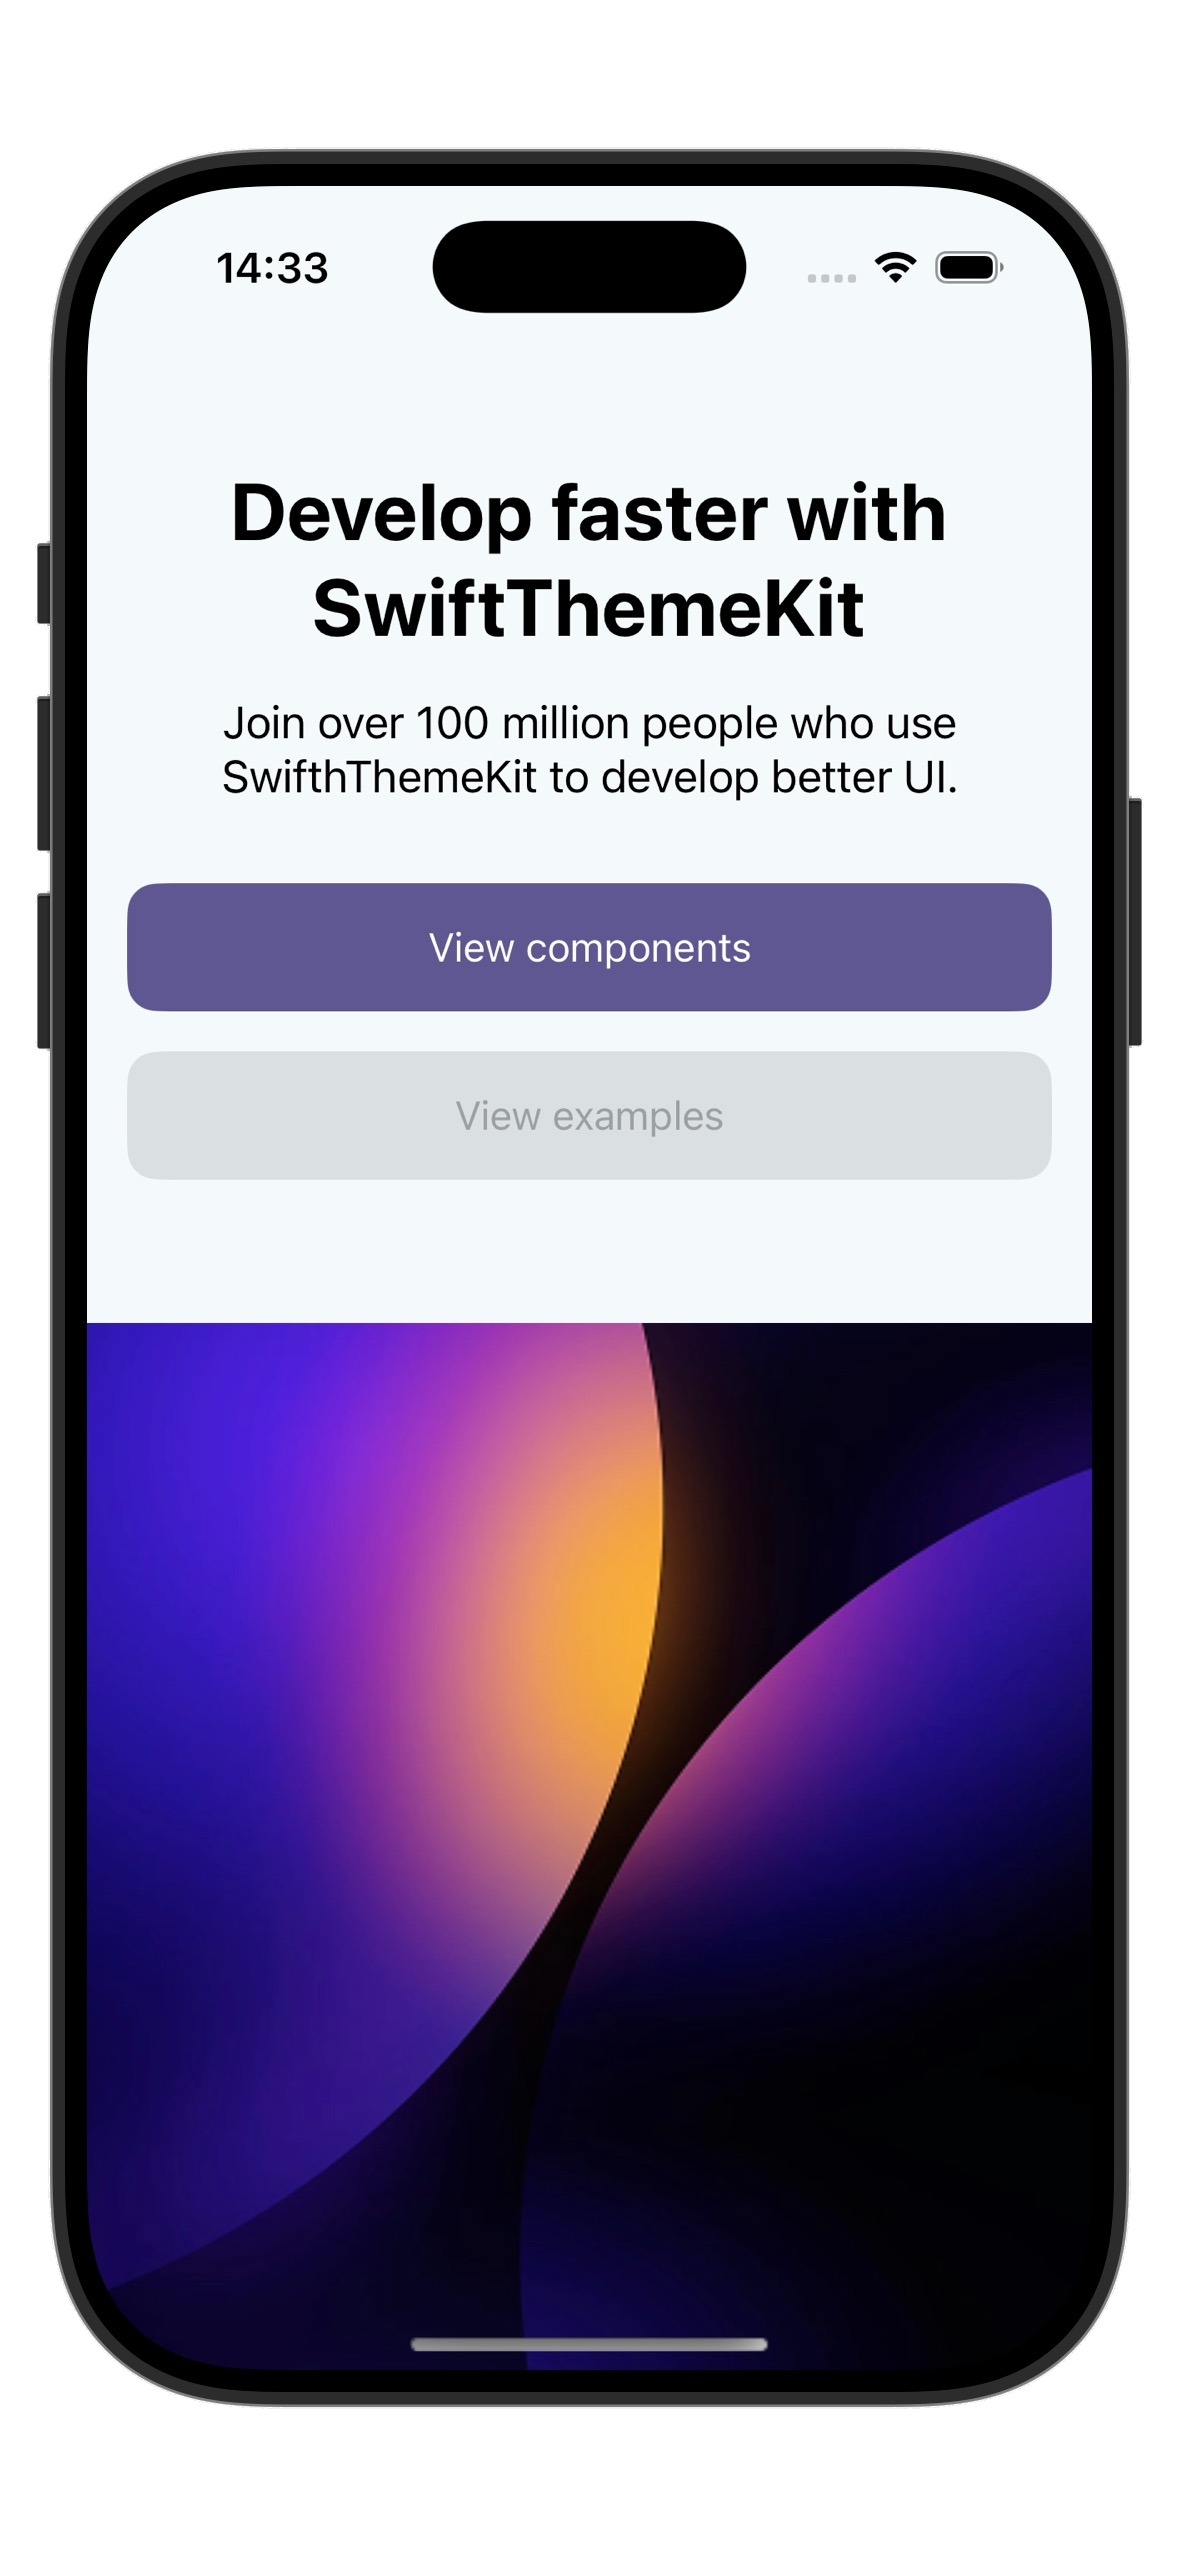 14:33
Develop faster with
SwiftThemeKit
Join over 100 million people who use
SwifthThemeKit to develop better UI.
View components
View examples